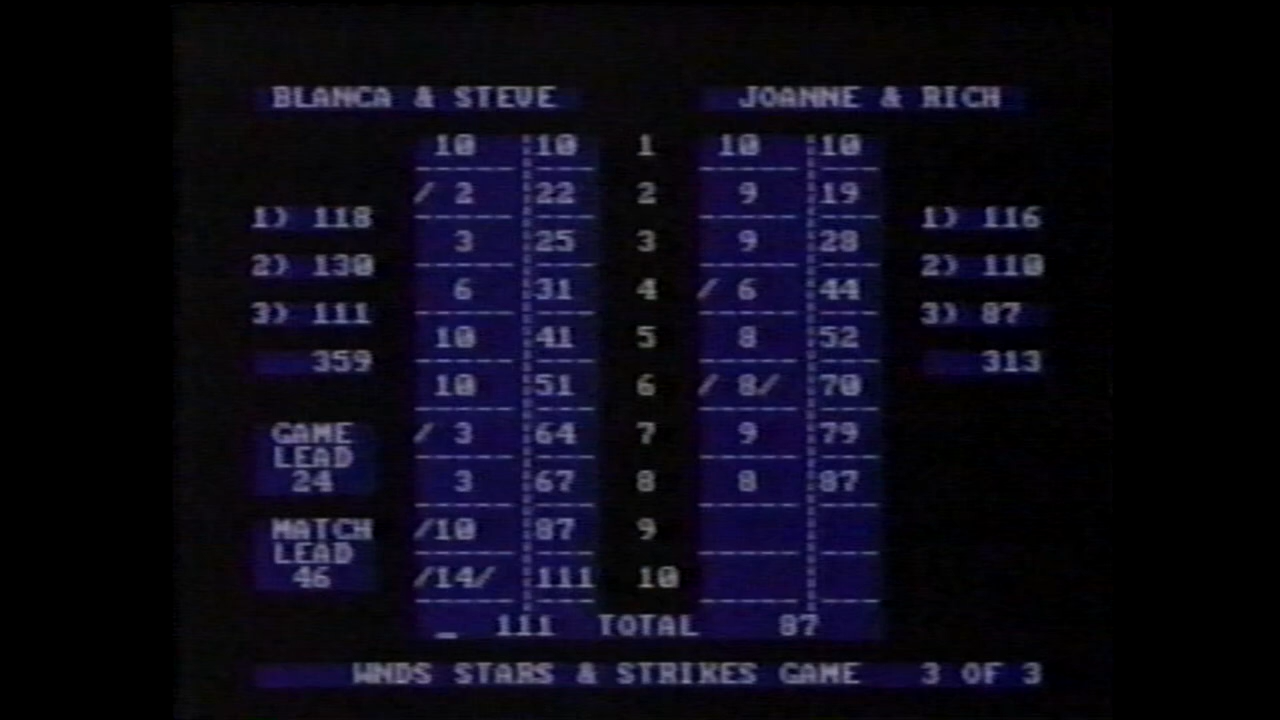 BLANCA & STEVE JOANNE & RICH
10 10 1 10 10
/ 2 22 2 9 19
1) 118 1) 116
3 25 3 9 28
2) 130 2) 110
6 31 4 / 6 44
3) 111 3) 87
10 41 5 8 52
359 313
10 51 6 / 8/ 70
GAME / 3 64 7 9 79
LEAD
24 3 67 8 8 87
MATCH /10 87 9
LEAD
46 /14/ 111 10
_ 111 TOTAL 87
WNDS STARS & STRIKES GAME 3 OF 3